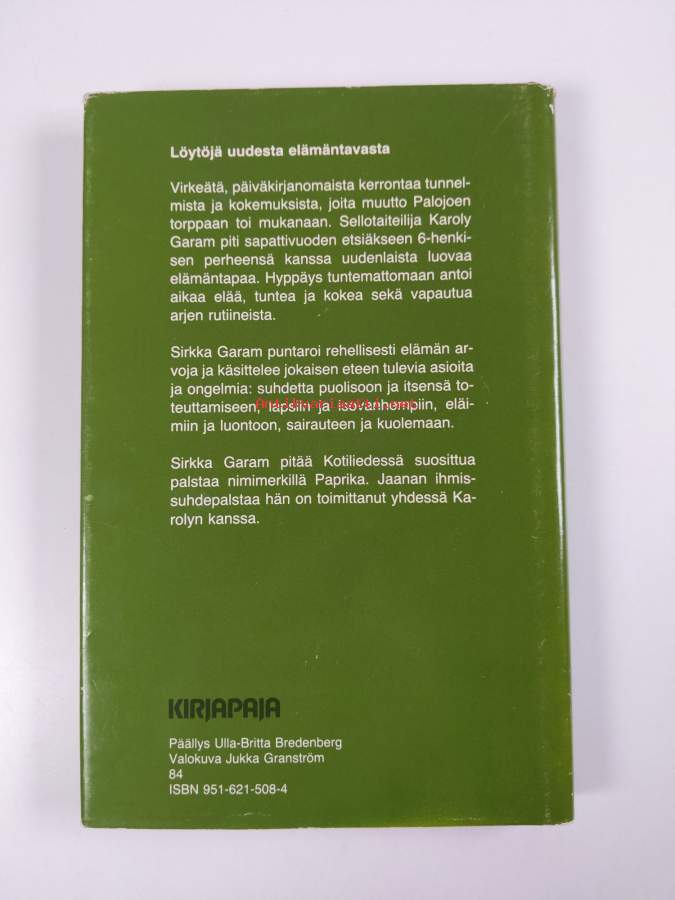 Löytöjä uudesta elämäntavasta
Virkeätä, päiväkirjanomaista kerrontaa tunnel-
mista ja kokemuksista, joita muutto Palojoen
torppaan toi mukanaan. Sellotaiteilija Karoly
Garam piti sapattivuoden etsiäkseen 6-henki-
sen perheensä kanssa uudenlaista luovaa
elämäntapaa. Hyppäys tuntemattomaan antoi
aikaa elää, tuntea ja kokea sekä vapautua
arjen rutiineista.
Sirkka Garam puntaroi rehellisesti elämän ar-
voja ja käsittelee jokaisen eteen tulevia asioita
ja ongelmia: suhdetta puolisoon ja itsensä to-
teuttamiseen, lapsiin ja isovanhempiin, eläi-
miin ja luontoon, sairauteen ja kuolemaan.
Sirkka Garam pitää Kotiliedessä suosittua
palstaa nimimerkillä Paprika. Jaanan ihmis-
suhdepalstaa hän on toimittanut yhdessä Ka-
rolyn kanssa.
KIRJAPAJA
Päällys Ulla-Britta Bredenberg
Valokuva Jukka Granström
84
ISBN 951-621-508-4